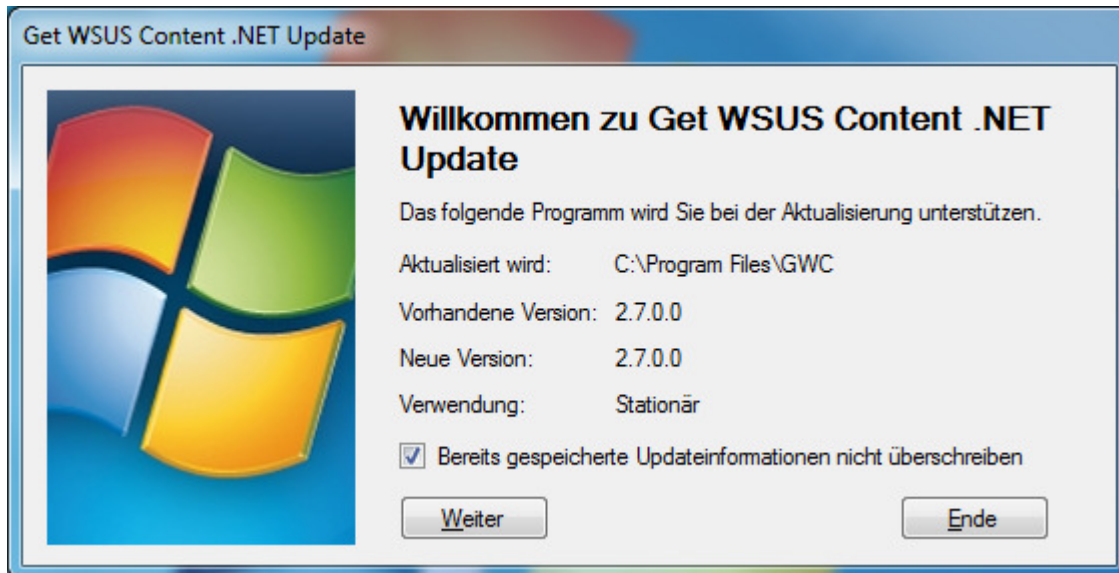 Get WSUS Content .NET Update
Willkommen zu Get WSUS Content .NET
Update
Das folgende Programm wird Sie bei der Aktualisierung unterstützen.
Aktualisiert wird: C:\Program Files\GWC
Vorhandene Version: 2.7.0.0
Neue Version: 2.7.0.0
Verwendung: Stationär
Bereits gespeicherte Updateinformationen nicht überschreiben
Weiter Ende